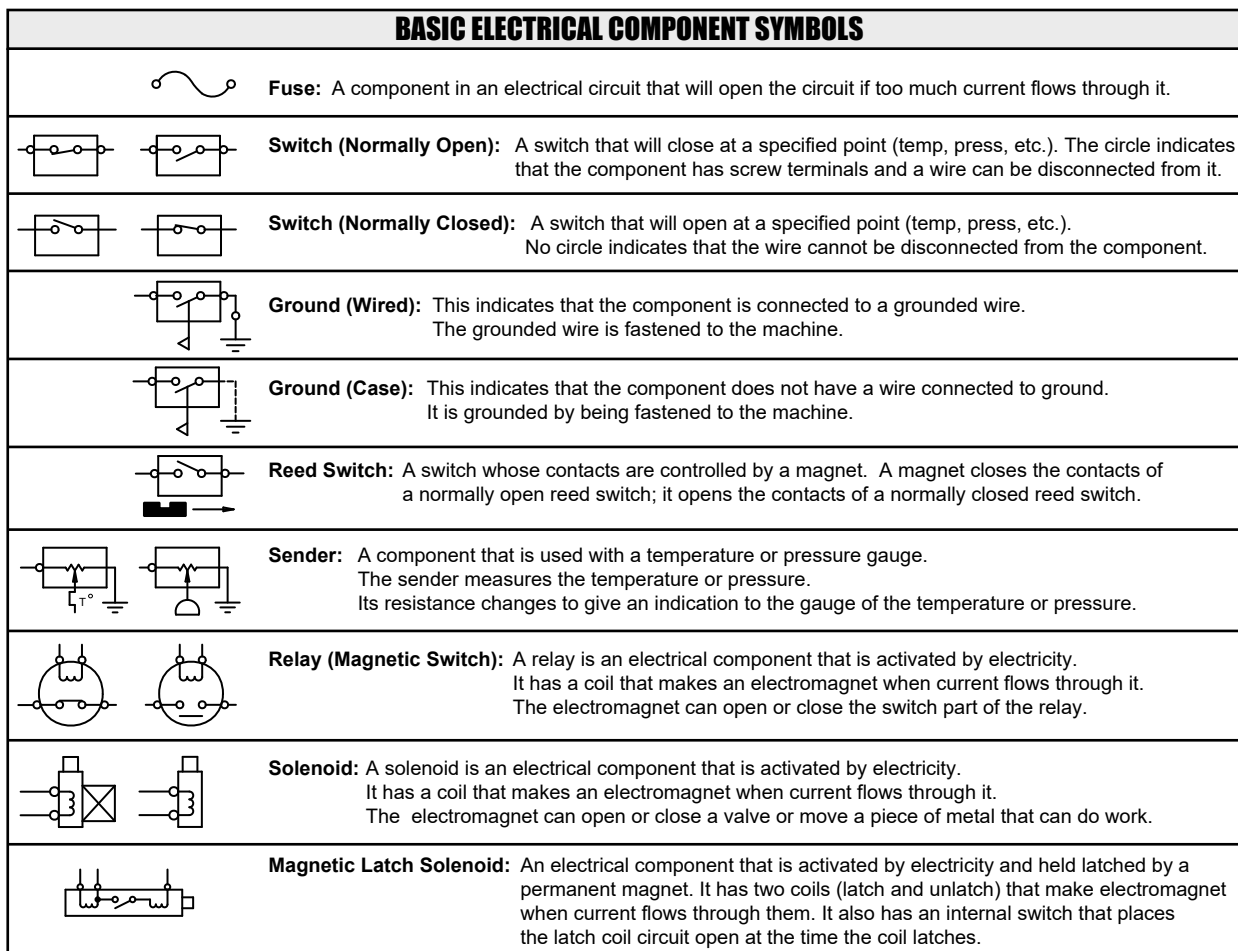 BASIC ELECTRICAL COMPONENT SYMBOLS
Fuse: A component in an electrical circuit that will open the circuit if too much current flows through it.
Switch (Normally Open): A switch that will close at a specified point (temp, press, etc.). The circle indicates
that the component has screw terminals and a wire can be disconnected from it.
Switch (Normally Closed): A switch that will open at a specified point (temp, press, etc.).
No circle indicates that the wire cannot be disconnected from the component.
Ground (Wired): This indicates that the component is connected to a grounded wire.
The grounded wire is fastened to the machine.
Ground (Case): This indicates that the component does not have a wire connected to ground.
It is grounded by being fastened to the machine.
Reed Switch: A switch whose contacts are controlled by a magnet. A magnet closes the contacts of
a normally open reed switch; it opens the contacts of a normally closed reed switch.
T°
Sender: A component that is used with a temperature or pressure gauge.
The sender measures the temperature or pressure.
Its resistance changes to give an indication to the gauge of the temperature or pressure.
Relay (Magnetic Switch): A relay is an electrical component that is activated by electricity.
It has a coil that makes an electromagnet when current flows through it.
The electromagnet can open or close the switch part of the relay.
Solenoid: A solenoid is an electrical component that is activated by electricity.
It has a coil that makes an electromagnet when current flows through it.
The electromagnet can open or close a valve or move a piece of metal that can do work.
Magnetic Latch Solenoid: An electrical component that is activated by electricity and held latched by a
permanent magnet. It has two coils (latch and unlatch) that make electromagnet
when current flows through them. It also has an internal switch that places
the latch coil circuit open at the time the coil latches.